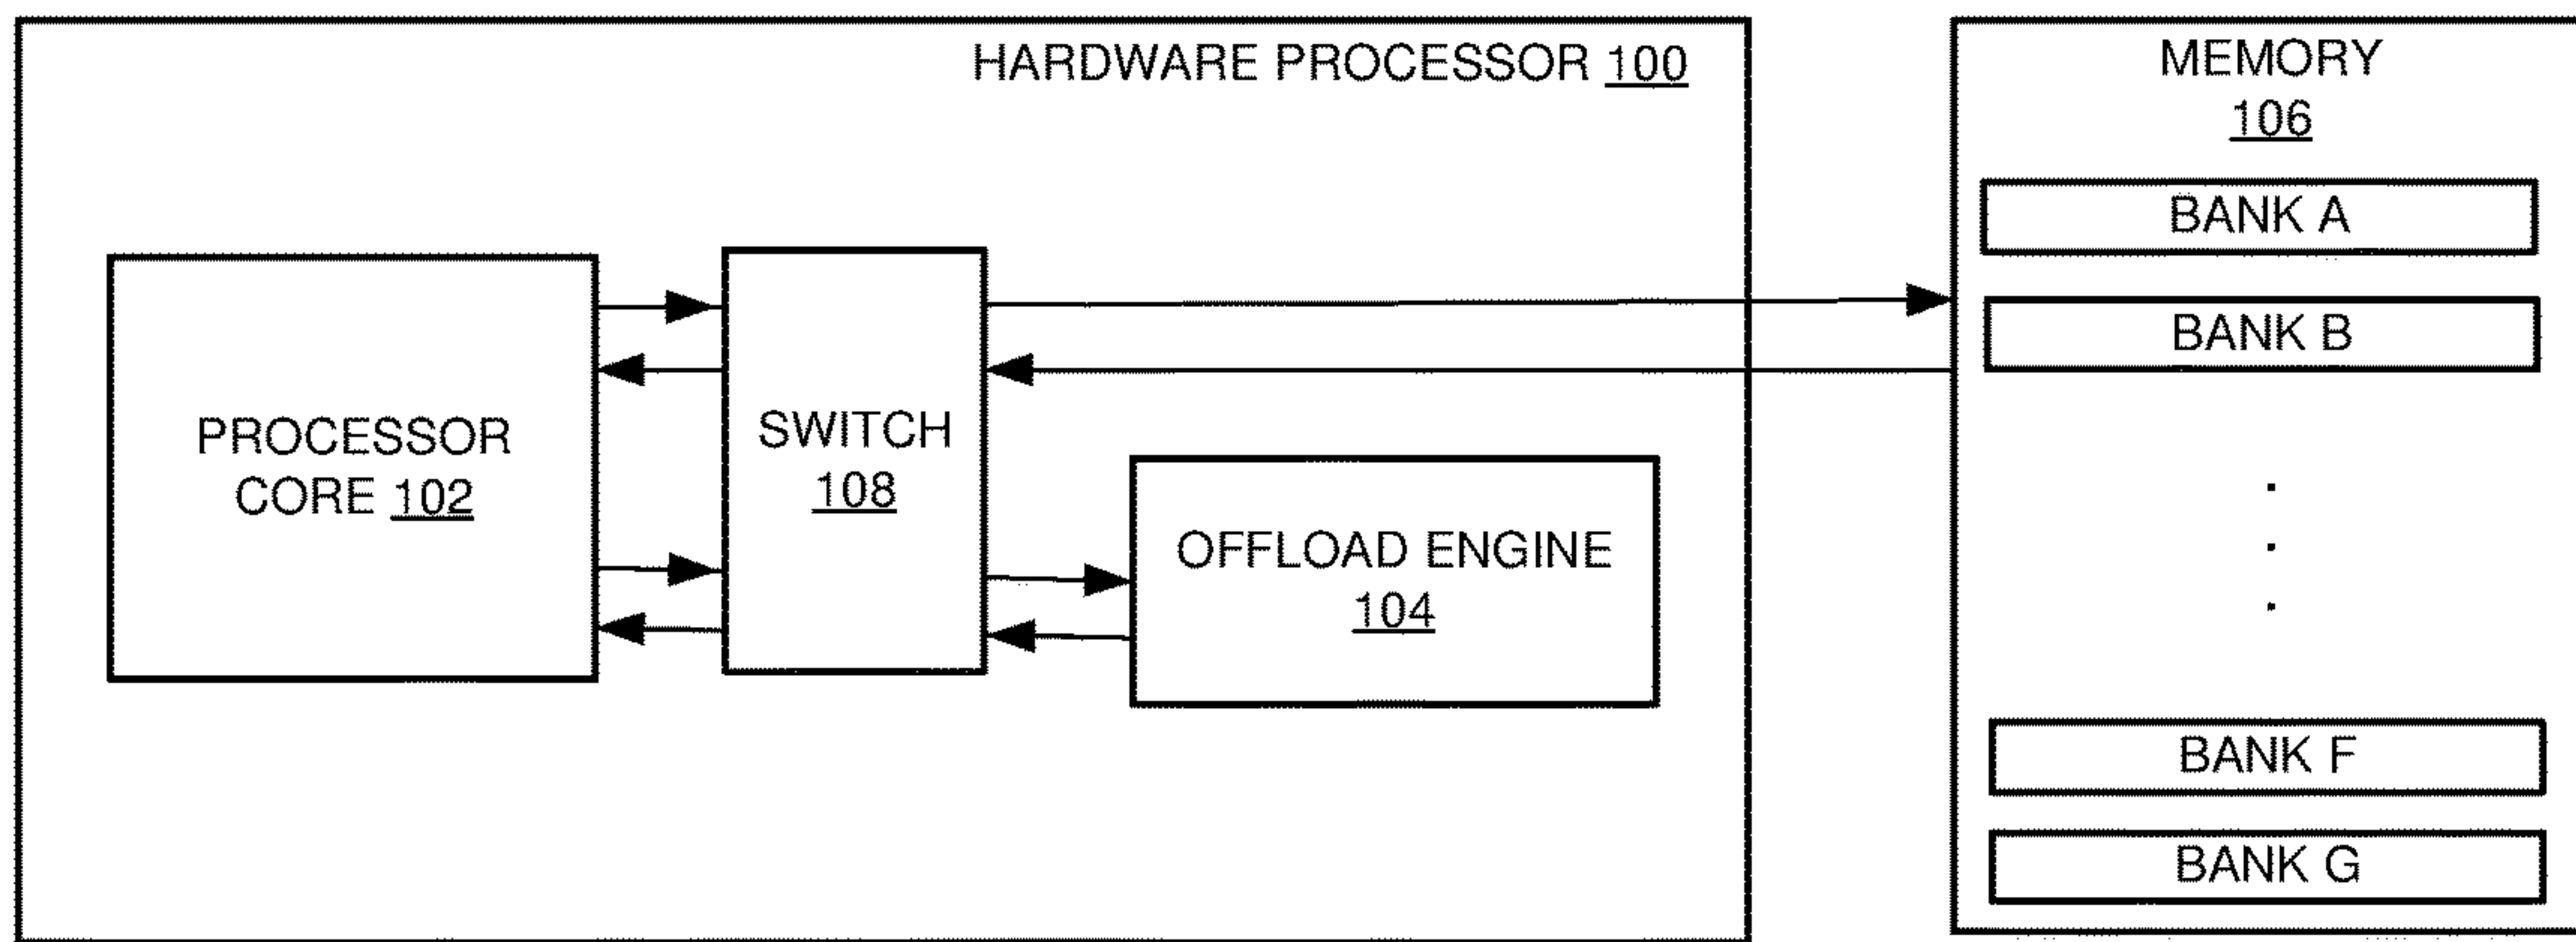 HARDWARE PROCESSOR 100
MEMORY
106
BANK A
BANK B
PROCESSOR
CORE 102
SWITCH
108
OFFLOAD ENGINE
104
BANK F
BANK G